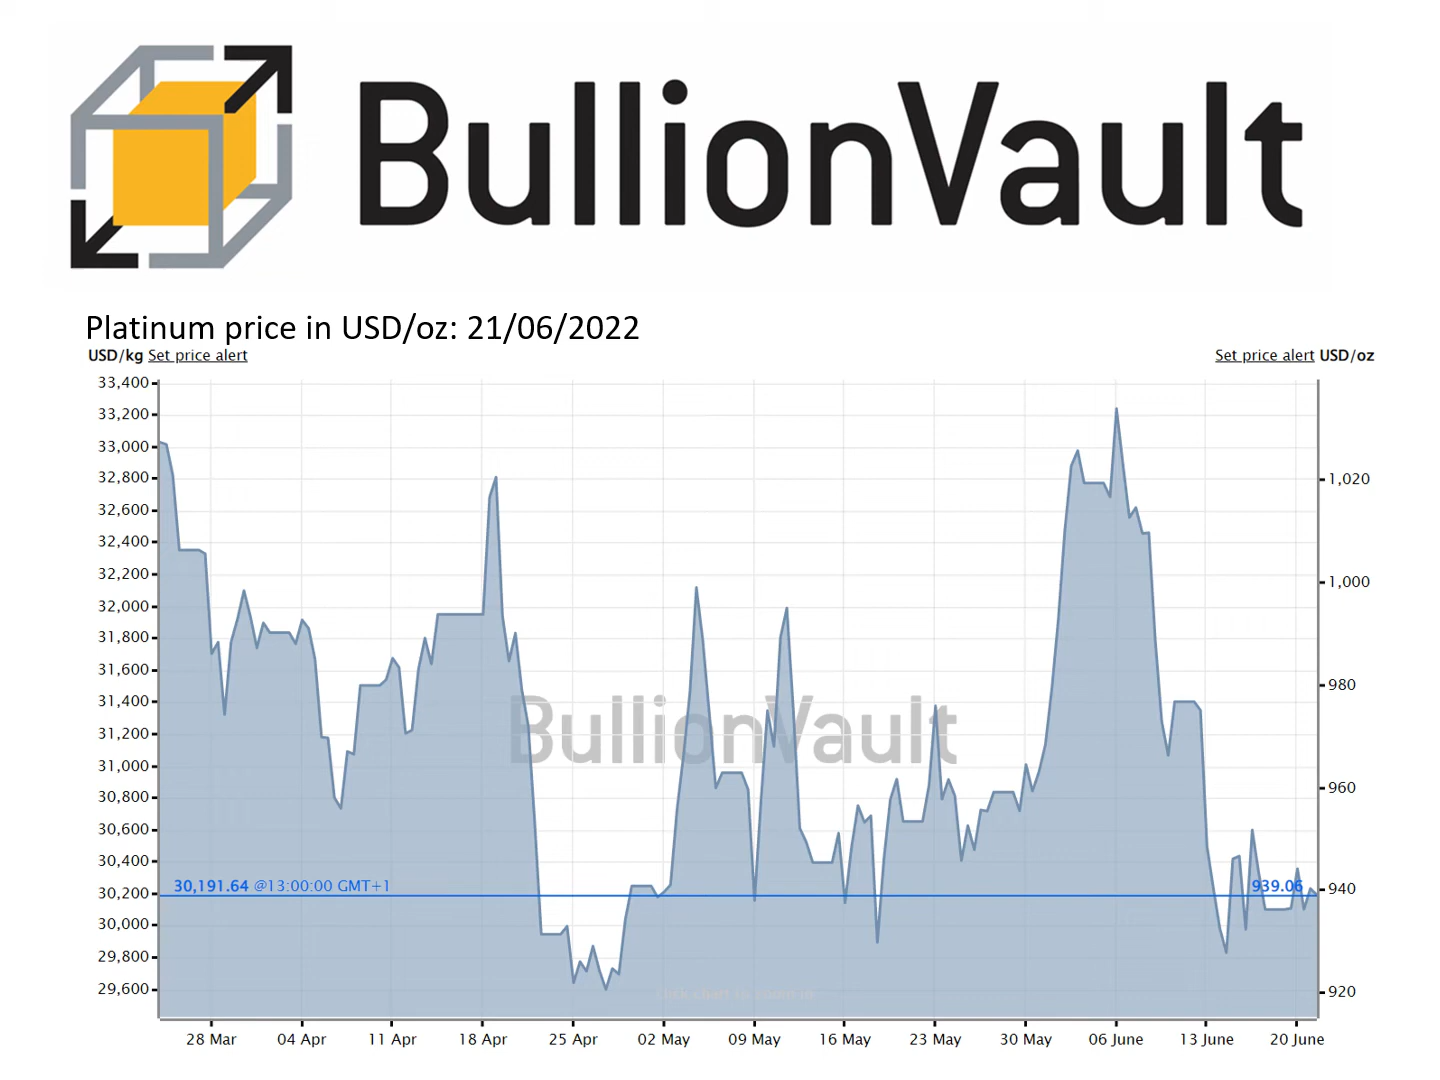 BullionVault
Platinum price in USD/oz: 21/06/2022
USD/kg Set price alert
Set price alert USD/oz
33,400
33,200
33,000
32,800
32,600
32,400
32,200
32,000
31,800
31,600
31,400
31,200
31,000
30,800
30,600
30,400
30,200
30,000
29,800
29,600
1,020
1,000
980
960
940
920
BullionVault
30,191.64 @13:00:00 GMT+1
939.06
28 Mar
04 Apr
11 Apr
18 Apr
25 Apr
02 May
09 May
16 May
23 May
30 May
06 June
13 June
20 June